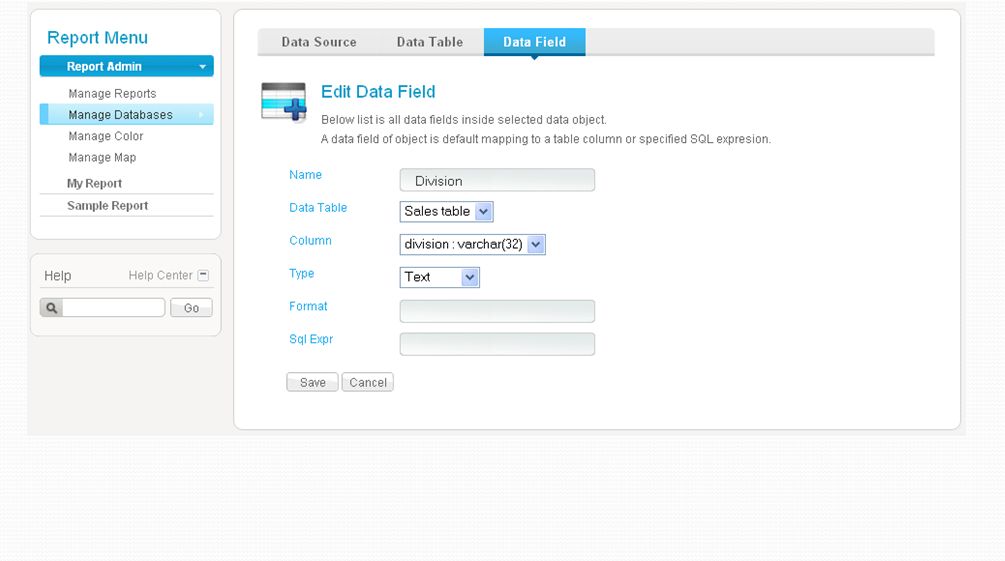 Report Menu
Report Admin
Manage Reports
Manage Databases
Manage Color
Manage Map
My Report
Sample Report
Help
Help Center
Go
Data Source
Data Table
Data Field
Edit Data Field
Below list is all data fields inside selected data object.
A data field of object is default mapping to a table column or specified SQL expresion.
Name
Division
Data Table
Sales table
Column
division : varchar(32)
Type
Text
Format
Sql Expr
Save
Cancel